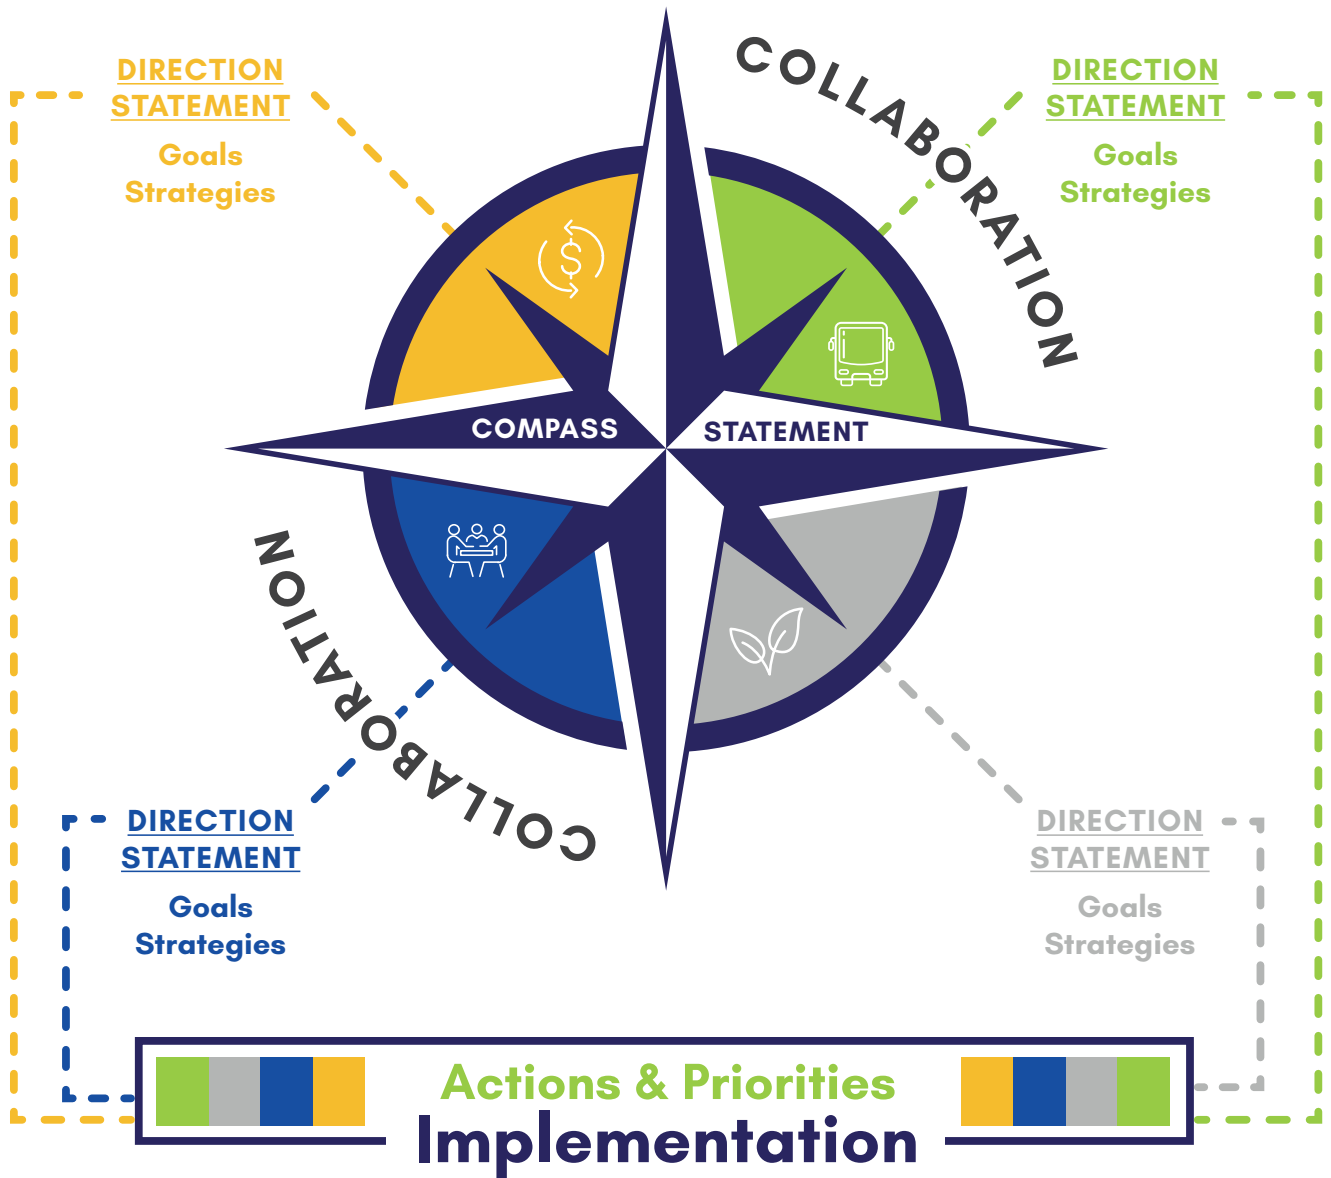 DIRECTION
STATEMENT
Goals
Strategies
COLLABORATION
DIRECTION
STATEMENT
Goals
Strategies
$
COMPASS STATEMENT
COLLABORATION
DIRECTION
STATEMENT
Goals
Strategies
DIRECTION
STATEMENT
Goals
Strategies
Actions & Priorities
Implementation